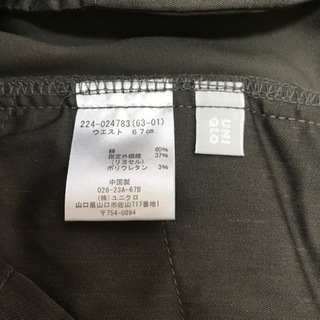 224-024783(63-01)
ウエスト 67㎝
綿 60%
指定外繊維 37%
(リヨセル)
ポリウレタン 3%
中国製
026-23A-67B
(株)ユニクロ
山口県山口市佐山717番地1
〒754-0894
UNI
QLO